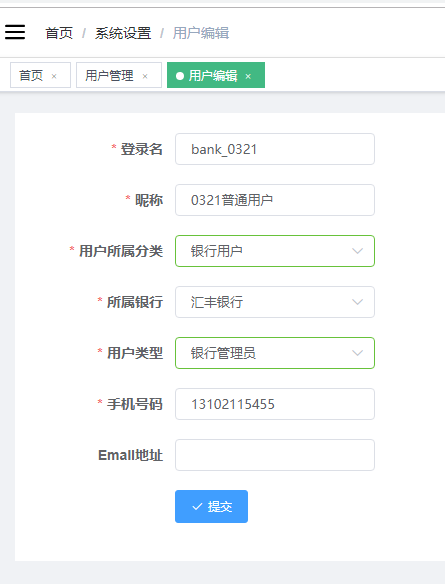 首页 / 系统设置 / 用户编辑
首页 × 用户管理 × 用户编辑 ×
* 登录名 bank_0321
* 昵称 0321普通用户
* 用户所属分类 银行用户
* 所属银行 汇丰银行
* 用户类型 银行管理员
* 手机号码 13102115455
Email地址
提交